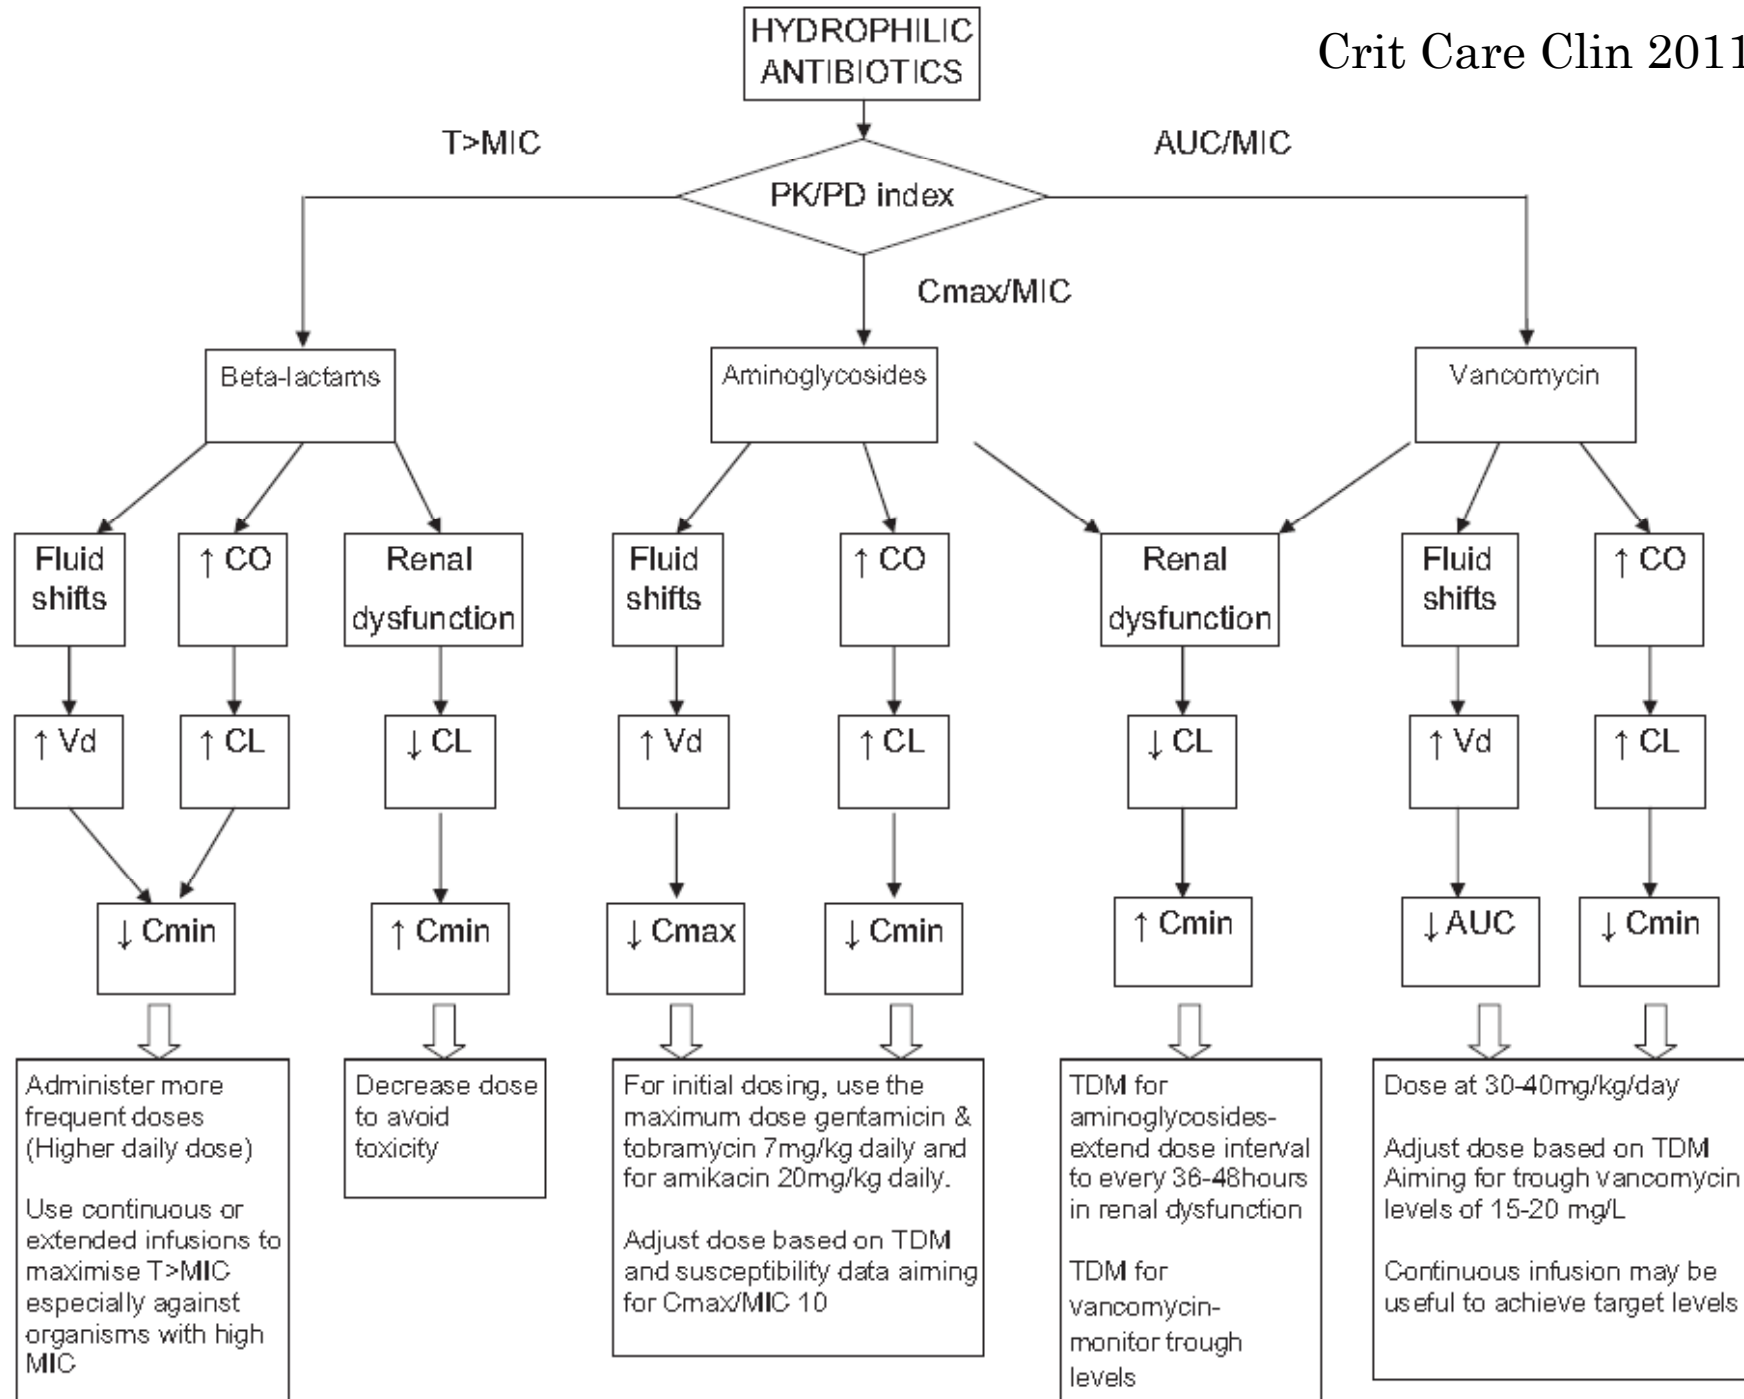 HYDROPHILIC
ANTIBIOTICS
Crit Care Clin 2011
T>MIC
AUC/MIC
PK/PD index
Cmax/MIC
Beta-lactams
Aminoglycosides
Vancomycin
Fluid
shifts
↑ CO
Renal
dysfunction
Fluid
shifts
↑ CO
Renal
dysfunction
Fluid
shifts
↑ CO
↑ Vd
↑ CL
↓ CL
↑ Vd
↑ CL
↓ CL
↑ Vd
↑ CL
↓ Cmin
↑ Cmin
↓ Cmax
↓ Cmin
↑ Cmin
↓ AUC
↓ Cmin
Administer more
frequent doses
(Higher daily dose)
Use continuous or
extended infusions to
maximise T>MIC
especially against
organisms with high
MIC
Decrease dose
to avoid
toxicity
For initial dosing, use the
maximum dose gentamicin &
tobramycin 7mg/kg daily and
for amikacin 20mg/kg daily.
Adjust dose based on TDM
and susceptibility data aiming
for Cmax/MIC 10
TDM for
aminoglycosides-
extend dose interval
to every 36-48hours
in renal dysfunction
TDM for
vancomycin-
monitor trough
levels
Dose at 30-40mg/kg/day
Adjust dose based on TDM
Aiming for trough vancomycin
levels of 15-20 mg/L
Continuous infusion may be
useful to achieve target levels